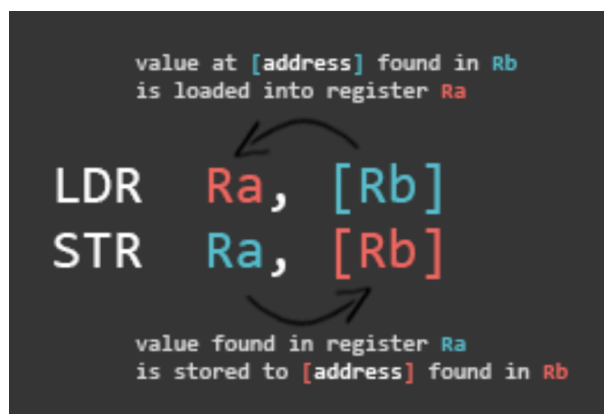 value at [address] found in Rb
is loaded into register Ra
LDR Ra, [Rb]
STR Ra, [Rb]
value found in register Ra
is stored to [address] found in Rb